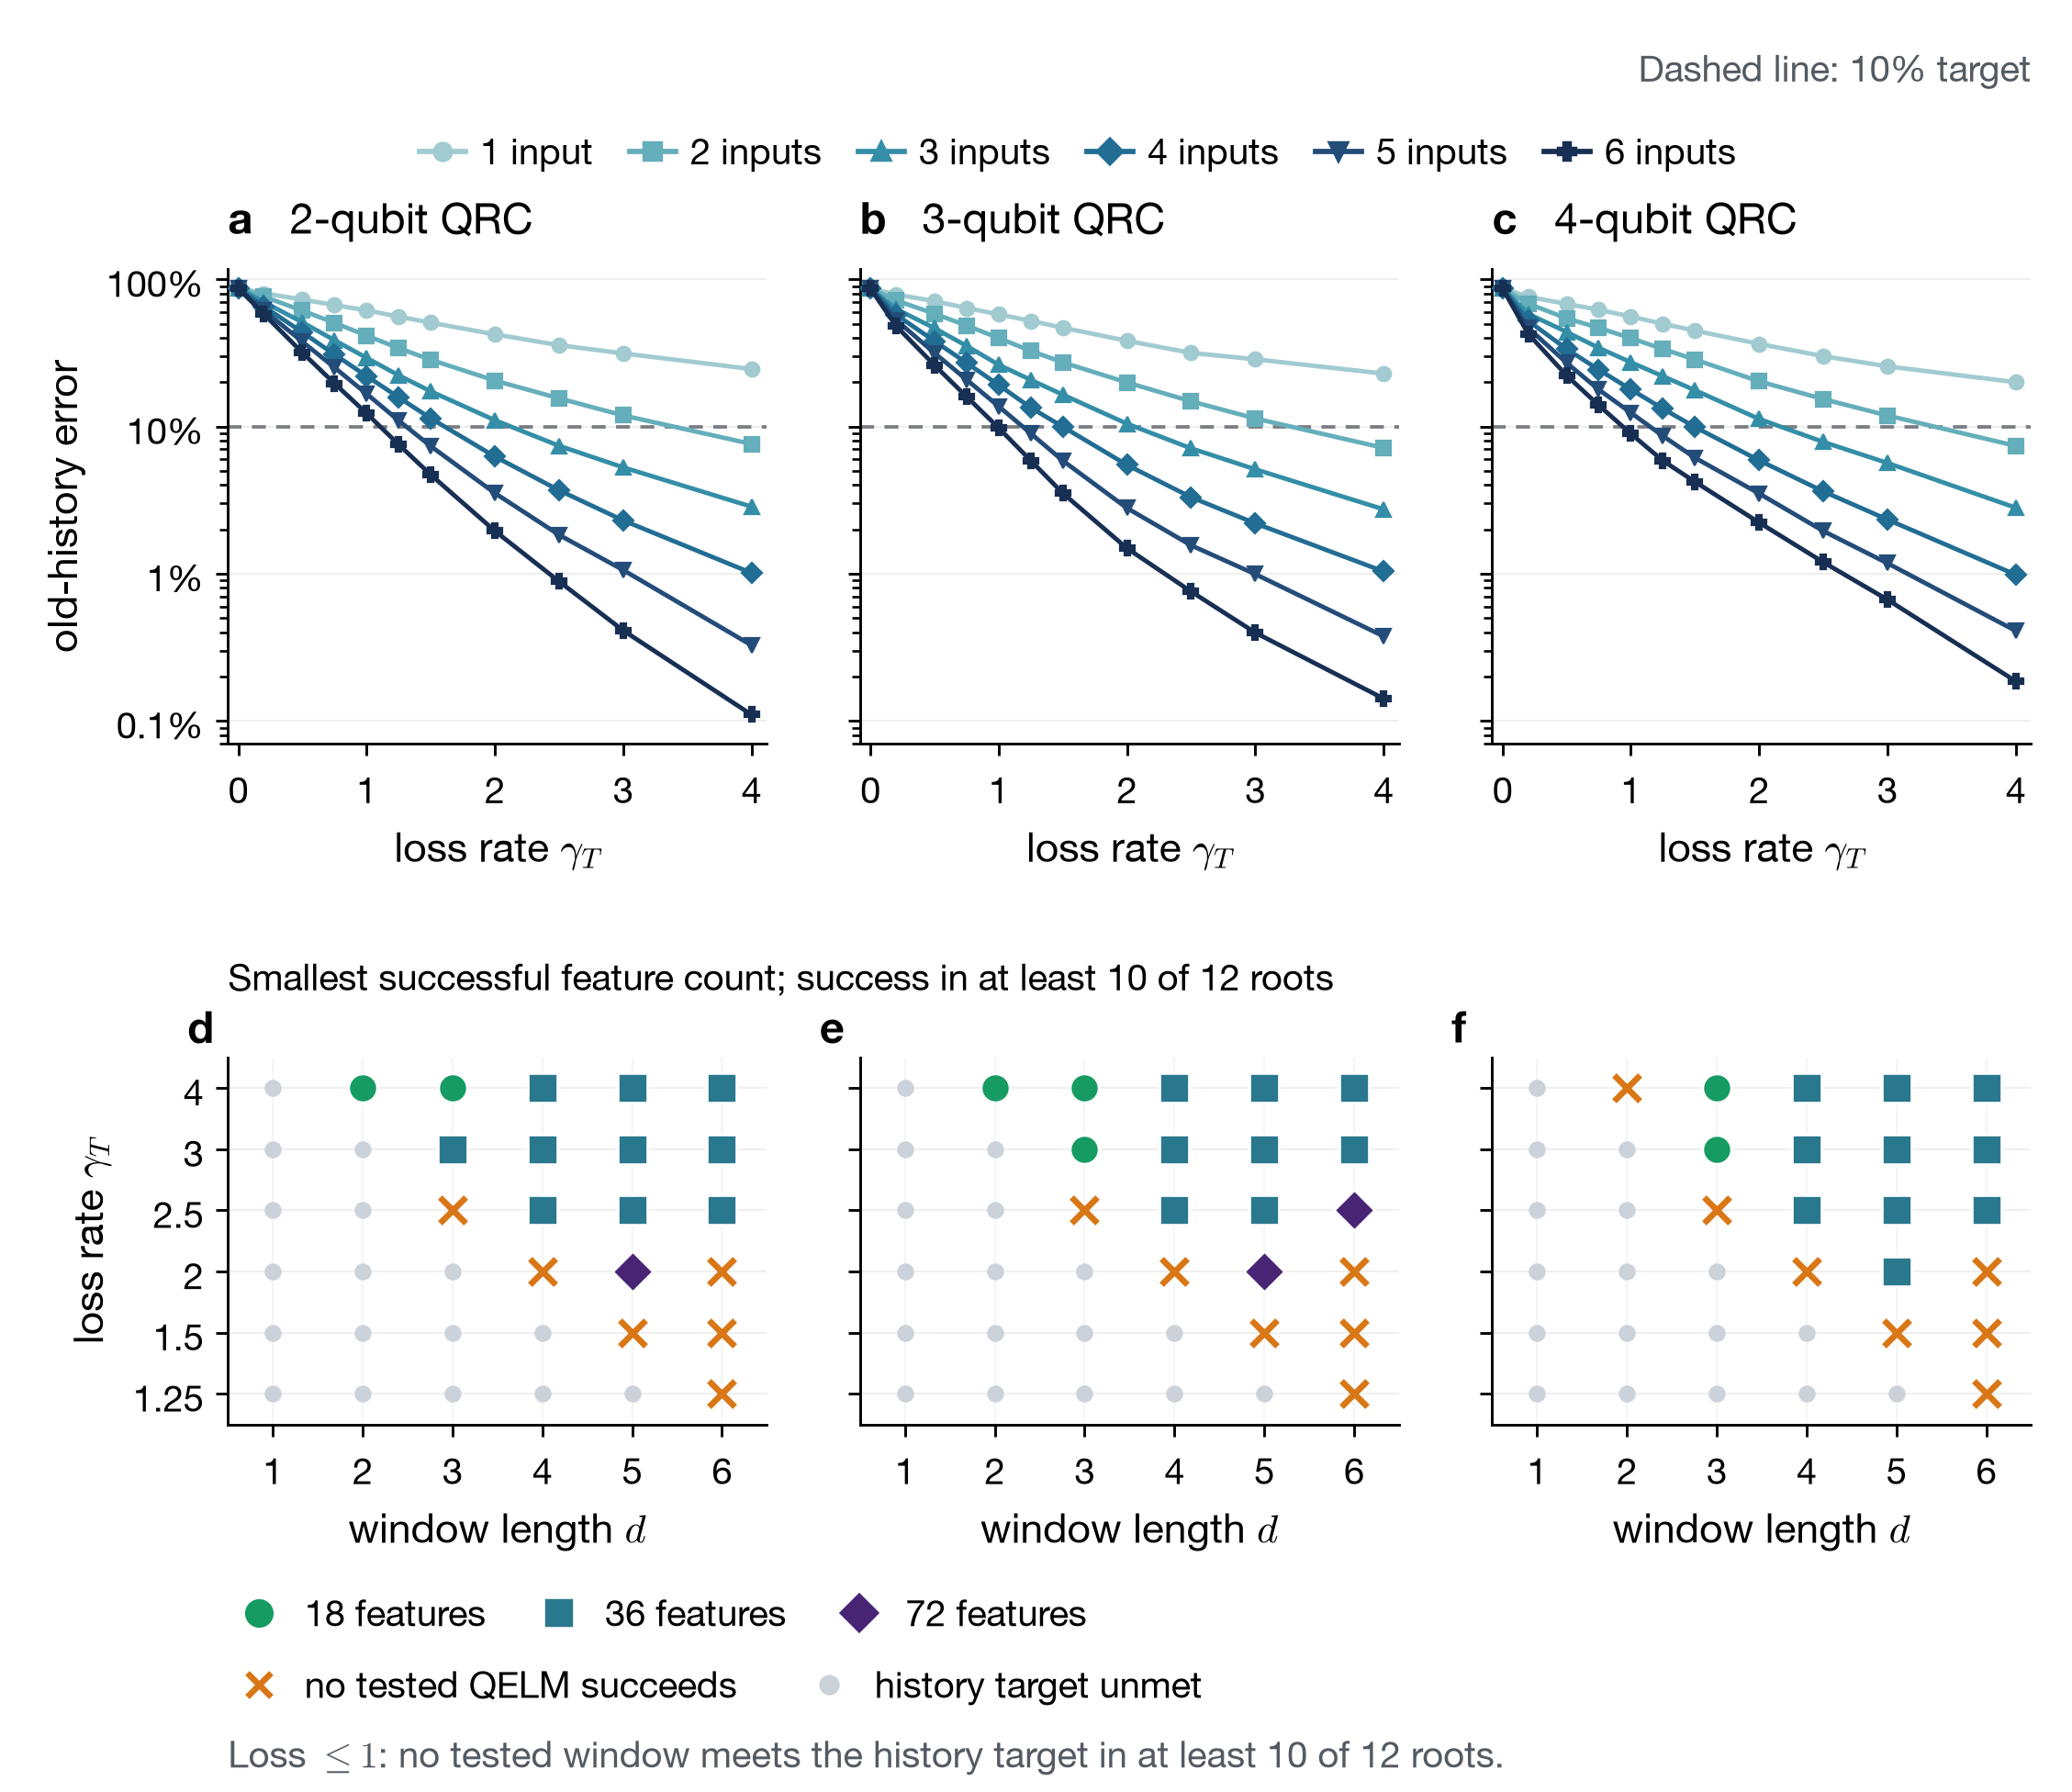 Dashed line: 10% target
1 input 2 inputs 3 inputs 4 inputs 5 inputs 6 inputs
a 2-qubit QRC
b 3-qubit QRC
c 4-qubit QRC
old-history error
100%
10%
1%
0.1%
0 1 2 3 4
0 1 2 3 4
0 1 2 3 4
loss rate γT
loss rate γT
loss rate γT
Smallest successful feature count; success in at least 10 of 12 roots
d
e
f
loss rate γT
4
3
2.5
2
1.5
1.25
1 2 3 4 5 6
1 2 3 4 5 6
1 2 3 4 5 6
window length d
window length d
window length d
18 features 36 features 72 features
no tested QELM succeeds history target unmet
Loss ≤ 1: no tested window meets the history target in at least 10 of 12 roots.